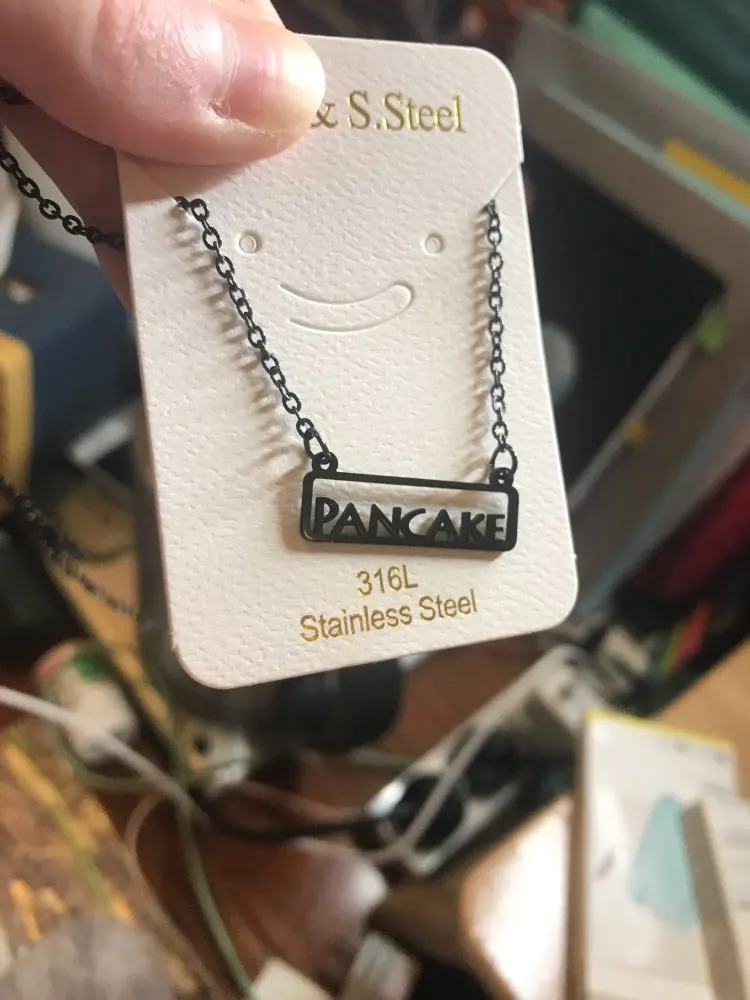 & S.Steel
PANCAKE
316L
Stainless Steel